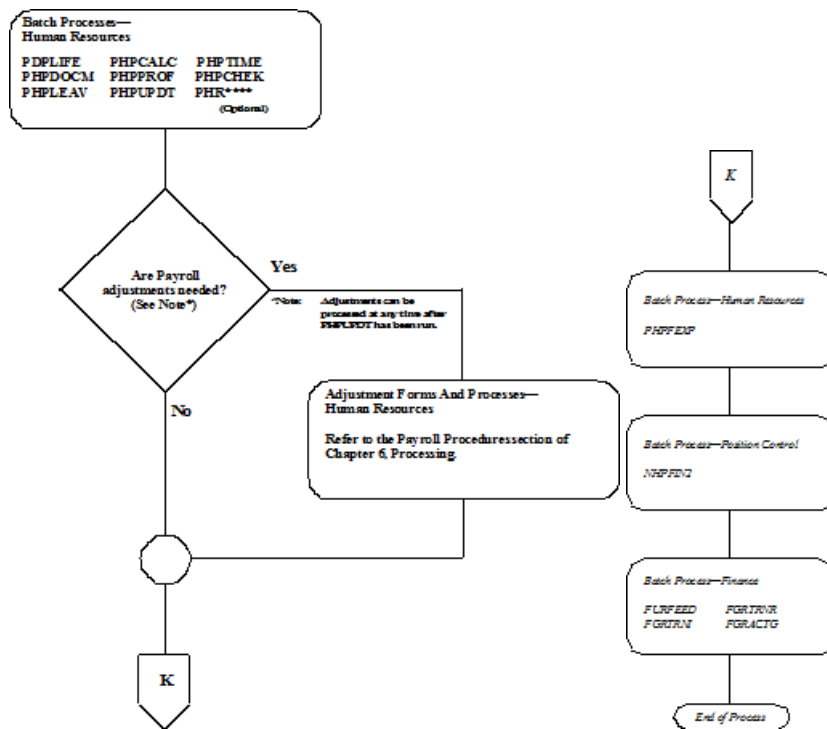 Batch Processes—
Human Resources
PDPLIFE PHPCALC PHPTIME
PHPDOCM PHPPROF PHPCHEK
PHPLEAV PHPUPDT PHR****
(Optional)
Are Payroll
adjustments needed?
(See Note*)
Yes
*Note: Adjustments can be
processed at any time after
PHPUPDT has been run.
No
Adjustment Forms And Processes—
Human Resources
Refer to the Payroll Procedures section of
Chapter 6, Processing.
K
K
Batch Process—Human Resources
PHPFEXP
Batch Process—Position Control
NHPFIN2
Batch Process—Finance
FURFEED FGRTRNR
FGRTRNI FGRACTG
End of Process